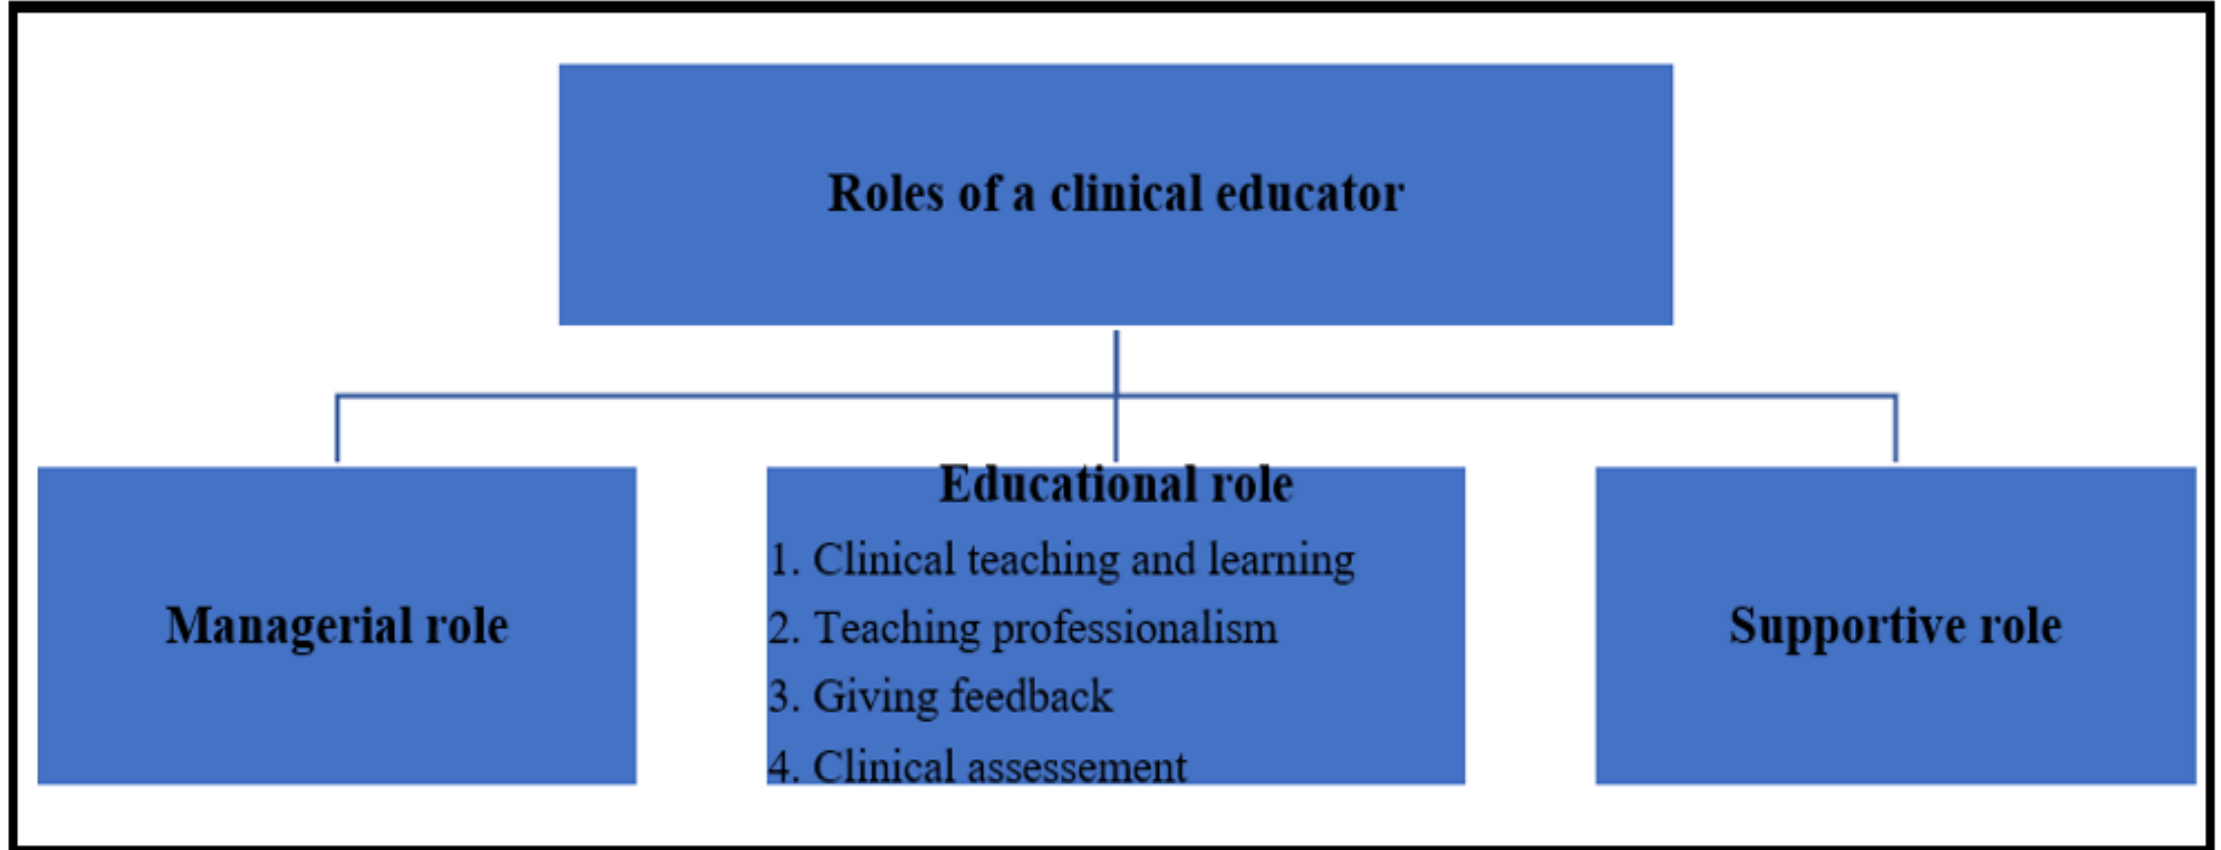 Roles of a clinical educator
Managerial role
Educational role
1. Clinical teaching and learning
2. Teaching professionalism
3. Giving feedback
4. Clinical assessement
Supportive role